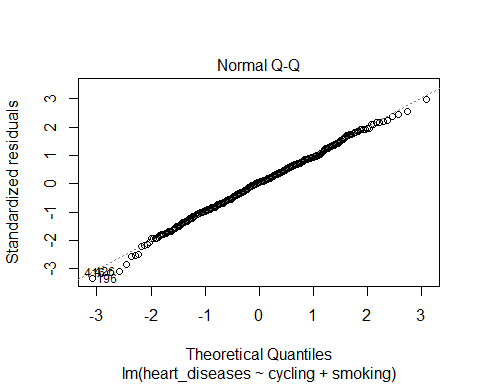 Normal Q-Q
Standardized residuals
3
2
1
0
-1
-2
-3
196
-3 -2 -1 0 1 2 3
Theoretical Quantiles
lm(heart_diseases ~ cycling + smoking)